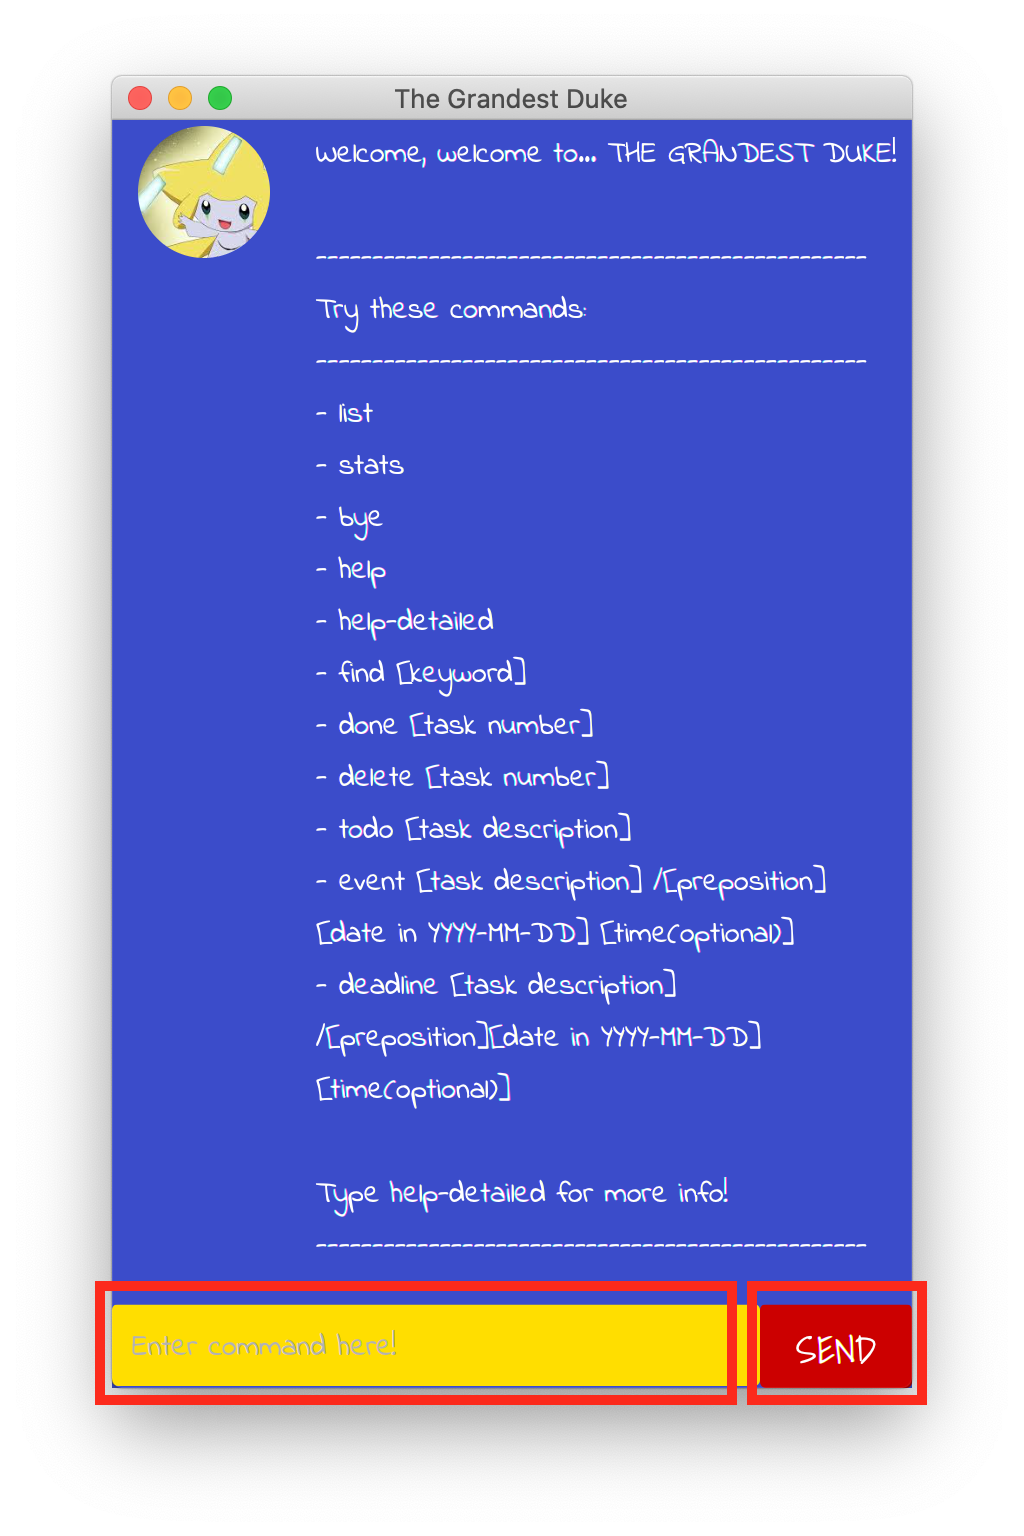 The Grandest Duke
Welcome, welcome to... THE GRANDEST DUKE!
--------------------------------------------------
Try these commands:
--------------------------------------------------
- list
- stats
- bye
- help
- help-detailed
- find [keyword]
- done [task number]
- delete [task number]
- todo [task description]
- event [task description] /[preposition]
[date in YYYY-MM-DD] [time(optional)]
- deadline [task description]
/[preposition][date in YYYY-MM-DD]
[time(optional)]
Type help-detailed for more info!
--------------------------------------------------
Enter command here!
SEND